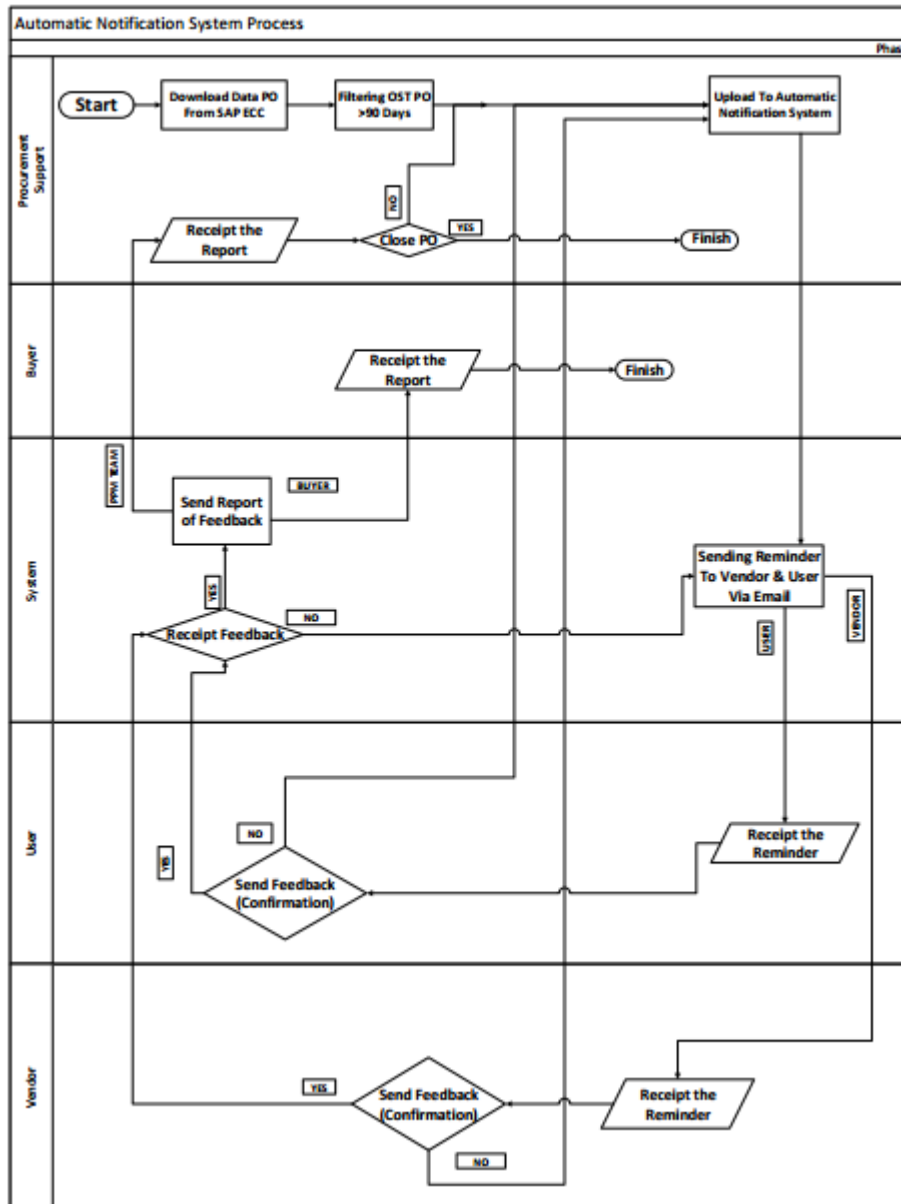 Automatic Notification System Process
Phas
Procurement
Support
Start
Download Data PO
From SAP ECC
Filtering OST PO
>90 Days
Upload To Automatic
Notification System
NO
Receipt the
Report
Close PO
YES
Finish
Buyer
Receipt the
Report
Finish
System
PPM TEAM
Send Report
of Feedback
BUYER
Sending Reminder
To Vendor & User
Via Email
YES
Receipt Feedback
NO
USER
VENDOR
User
NO
YES
Send Feedback
(Confirmation)
Receipt the
Reminder
Vendor
YES
Send Feedback
(Confirmation)
Receipt the
Reminder
NO